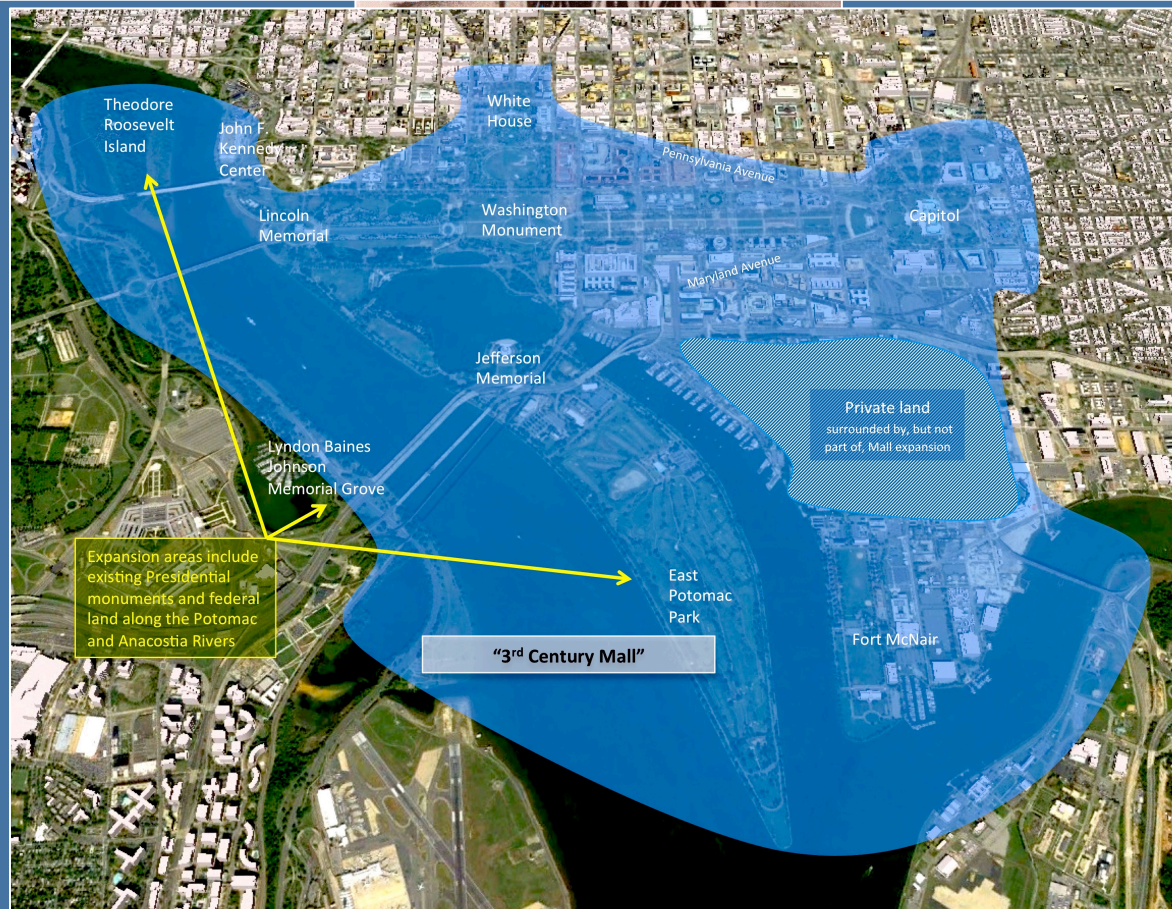 Theodore
Roosevelt
Island
John F.
Kennedy
Center
White
House
Pennsylvania Avenue
Lincoln
Memorial
Washington
Monument
Capitol
Maryland Avenue
Jefferson
Memorial
Private land
surrounded by, but not
part of, Mall expansion
Lyndon Baines
Johnson
Memorial Grove
Expansion areas include
existing Presidential
monuments and federal
land along the Potomac
and Anacostia Rivers
East
Potomac
Park
Fort McNair
“3rd Century Mall”